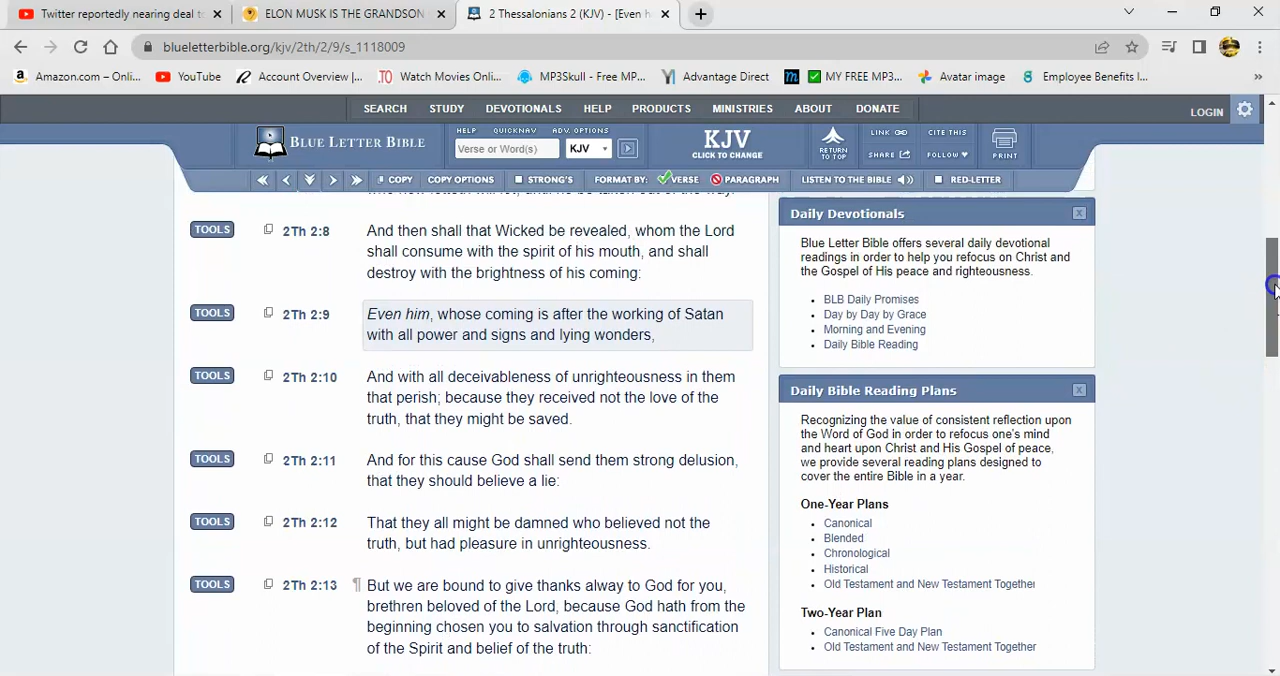 Twitter reportedly nearing deal to
ELON MUSK IS THE GRANDSON
2 Thessalonians 2 (KJV) - [Even h
blueletterbible.org/kjv/2th/2/9/s_1118009
Amazon.com – Onli...
YouTube
Account Overview |...
Watch Movies Onl...
MP3Skull - Free MP...
Advantage Direct
MY FREE MP3...
Avatar image
Employee Benefits I...
SEARCH STUDY DEVOTIONALS HELP PRODUCTS MINISTRIES ABOUT DONATE
LOGIN
BLUE LETTER BIBLE
HELP QUICKNAV ADV. OPTIONS
Verse or Word(s)
KJV
KJV
CLICK TO CHANGE
RETURN
TO TOP
LINK
SHARE
CITE THIS
FOLLOW
PRINT
COPY COPY OPTIONS STRONG'S FORMAT BY: VERSE PARAGRAPH LISTEN TO THE BIBLE RED-LETTER
TOOLS 2Th 2:8 And then shall that Wicked be revealed, whom the Lord
shall consume with the spirit of his mouth, and shall
destroy with the brightness of his coming:
TOOLS 2Th 2:9 Even him, whose coming is after the working of Satan
with all power and signs and lying wonders,
TOOLS 2Th 2:10 And with all deceivableness of unrighteousness in them
that perish; because they received not the love of the
truth, that they might be saved.
TOOLS 2Th 2:11 And for this cause God shall send them strong delusion,
that they should believe a lie:
TOOLS 2Th 2:12 That they all might be damned who believed not the
truth, but had pleasure in unrighteousness.
TOOLS 2Th 2:13 ¶ But we are bound to give thanks alway to God for you,
brethren beloved of the Lord, because God hath from the
beginning chosen you to salvation through sanctification
of the Spirit and belief of the truth:
Daily Devotionals
Blue Letter Bible offers several daily devotional
readings in order to help you refocus on Christ and
the Gospel of His peace and righteousness.
BLB Daily Promises
Day by Day by Grace
Morning and Evening
Daily Bible Reading
Daily Bible Reading Plans
Recognizing the value of consistent reflection upon
the Word of God in order to refocus one's mind
and heart upon Christ and His Gospel of peace,
we provide several reading plans designed to
cover the entire Bible in a year.
One-Year Plans
Canonical
Blended
Chronological
Historical
Old Testament and New Testament Together
Two-Year Plan
Canonical Five Day Plan
Old Testament and New Testament Together